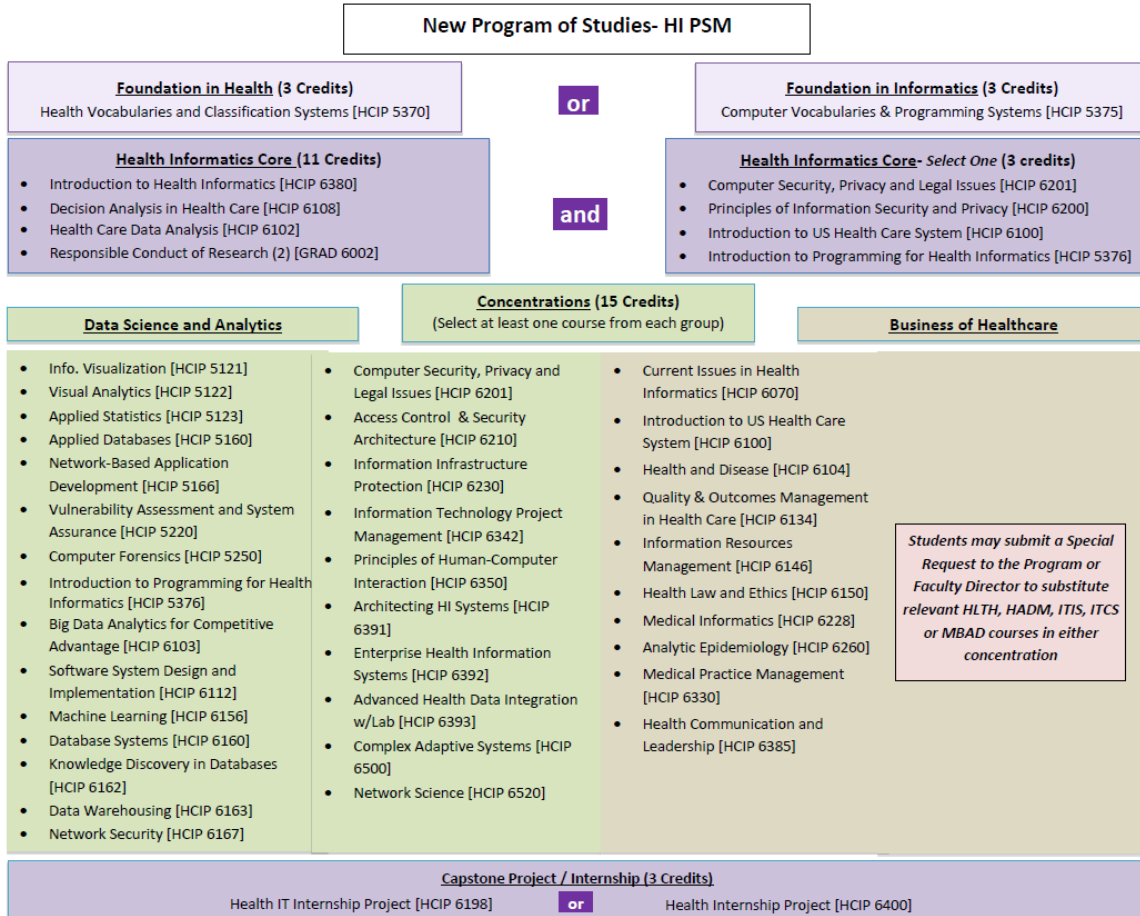 New Program of Studies- HI PSM
Foundation in Health (3 Credits)
Health Vocabularies and Classification Systems [HCIP 5370]
or
Foundation in Informatics (3 Credits)
Computer Vocabularies & Programming Systems [HCIP 5375]
Health Informatics Core (11 Credits)
• Introduction to Health Informatics [HCIP 6380]
• Decision Analysis in Health Care [HCIP 6108]
• Health Care Data Analysis [HCIP 6102]
• Responsible Conduct of Research (2) [GRAD 6002]
and
Health Informatics Core- Select One (3 credits)
• Computer Security, Privacy and Legal Issues [HCIP 6201]
• Principles of Information Security and Privacy [HCIP 6200]
• Introduction to US Health Care System [HCIP 6100]
• Introduction to Programming for Health Informatics [HCIP 5376]
Concentrations (15 Credits)
(Select at least one course from each group)
Data Science and Analytics
Business of Healthcare
• Info. Visualization [HCIP 5121]
• Visual Analytics [HCIP 5122]
• Applied Statistics [HCIP 5123]
• Applied Databases [HCIP 5160]
• Network-Based Application
Development [HCIP 5166]
• Vulnerability Assessment and System
Assurance [HCIP 5220]
• Computer Forensics [HCIP 5250]
• Introduction to Programming for Health
Informatics [HCIP 5376]
• Big Data Analytics for Competitive
Advantage [HCIP 6103]
• Software System Design and
Implementation [HCIP 6112]
• Machine Learning [HCIP 6156]
• Database Systems [HCIP 6160]
• Knowledge Discovery in Databases
[HCIP 6162]
• Data Warehousing [HCIP 6163]
• Network Security [HCIP 6167]
• Computer Security, Privacy and
Legal Issues [HCIP 6201]
• Access Control & Security
Architecture [HCIP 6210]
• Information Infrastructure
Protection [HCIP 6230]
• Information Technology Project
Management [HCIP 6342]
• Principles of Human-Computer
Interaction [HCIP 6350]
• Architecting HI Systems [HCIP
6391]
• Enterprise Health Information
Systems [HCIP 6392]
• Advanced Health Data Integration
w/Lab [HCIP 6393]
• Complex Adaptive Systems [HCIP
6500]
• Network Science [HCIP 6520]
• Current Issues in Health
Informatics [HCIP 6070]
• Introduction to US Health Care
System [HCIP 6100]
• Health and Disease [HCIP 6104]
• Quality & Outcomes Management
in Health Care [HCIP 6134]
• Information Resources
Management [HCIP 6146]
• Health Law and Ethics [HCIP 6150]
• Medical Informatics [HCIP 6228]
• Analytic Epidemiology [HCIP 6260]
• Medical Practice Management
[HCIP 6330]
• Health Communication and
Leadership [HCIP 6385]
Students may submit a Special
Request to the Program or
Faculty Director to substitute
relevant HLTH, HADM, ITIS, ITCS
or MBAD courses in either
concentration
Capstone Project / Internship (3 Credits)
Health IT Internship Project [HCIP 6198]
or
Health Internship Project [HCIP 6400]